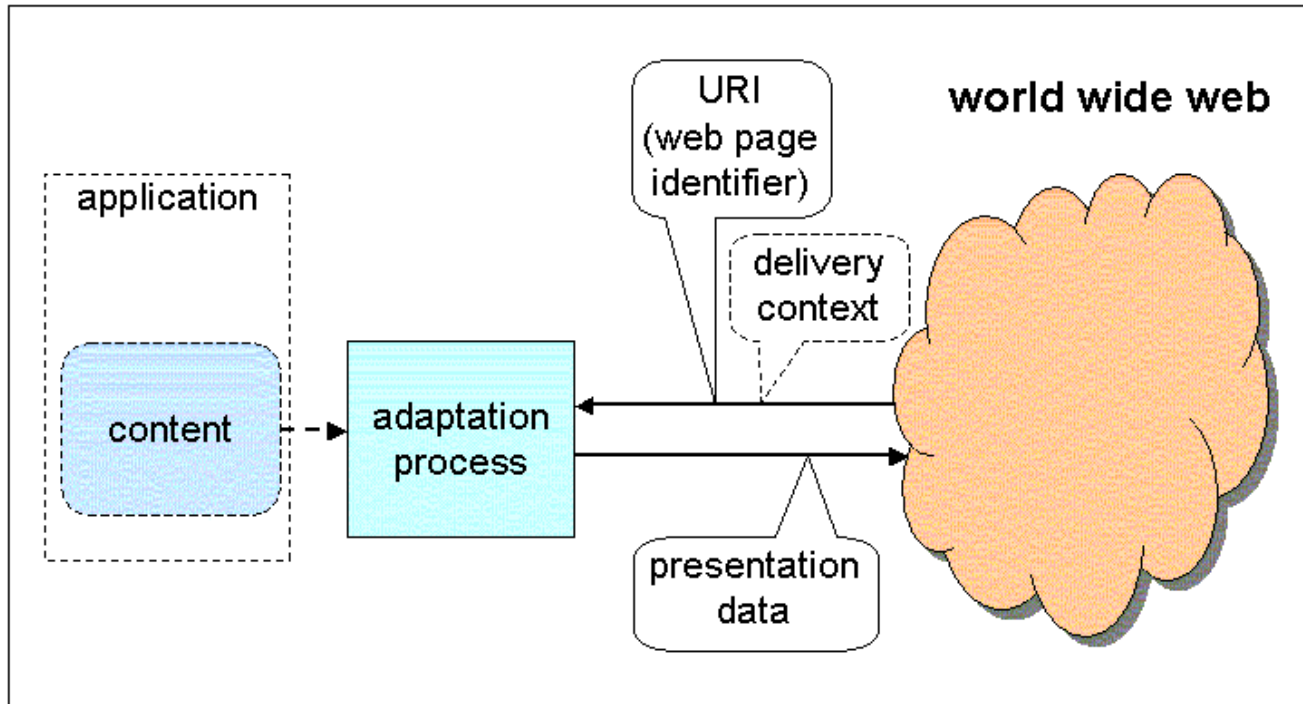 world wide web
URI
(web page
identifier)
application
delivery
context
content
adaptation
process
presentation
data